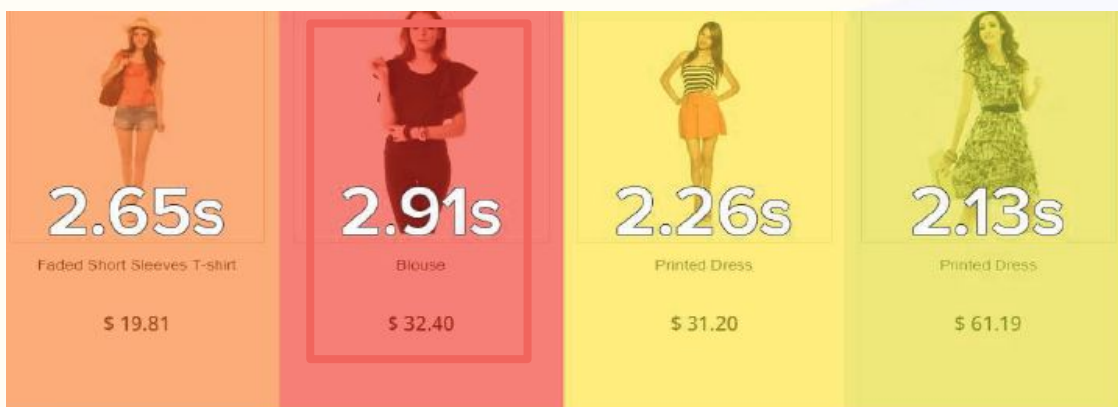 2.65s 2.91s 2.26s 2.13s
Faded Short Sleeves T-shirt Blouse Printed Dress Printed Dress
$ 19.81 $ 32.40 $ 31.20 $ 61.19